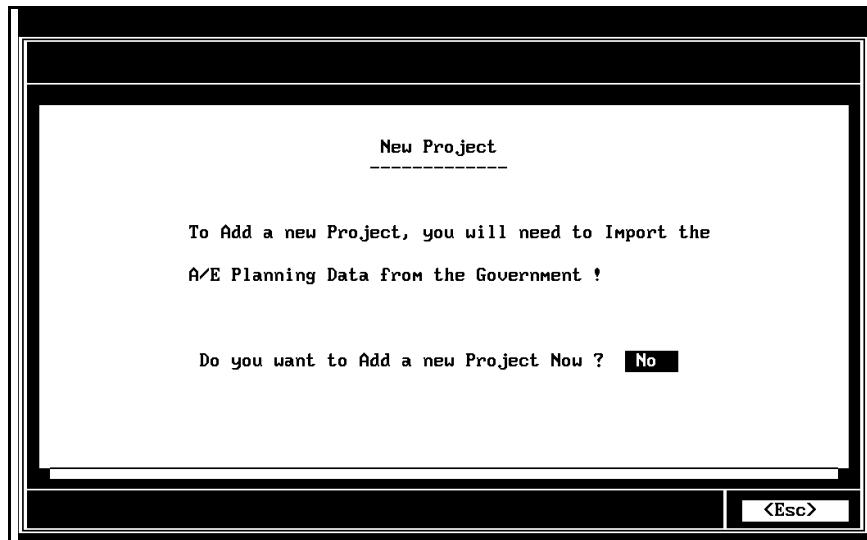 New Project
-------------
To Add a new Project, you will need to Import the
A/E Planning Data from the Government !
Do you want to Add a new Project Now ? No
<Esc>